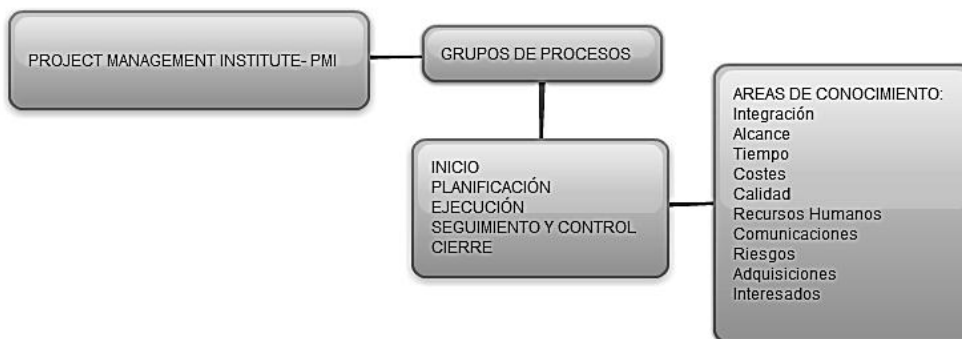 PROJECT MANAGEMENT INSTITUTE- PMI
GRUPOS DE PROCESOS
INICIO
PLANIFICACIÓN
EJECUCIÓN
SEGUIMIENTO Y CONTROL
CIERRE
AREAS DE CONOCIMIENTO:
Integración
Alcance
Tiempo
Costes
Calidad
Recursos Humanos
Comunicaciones
Riesgos
Adquisiciones
Interesados